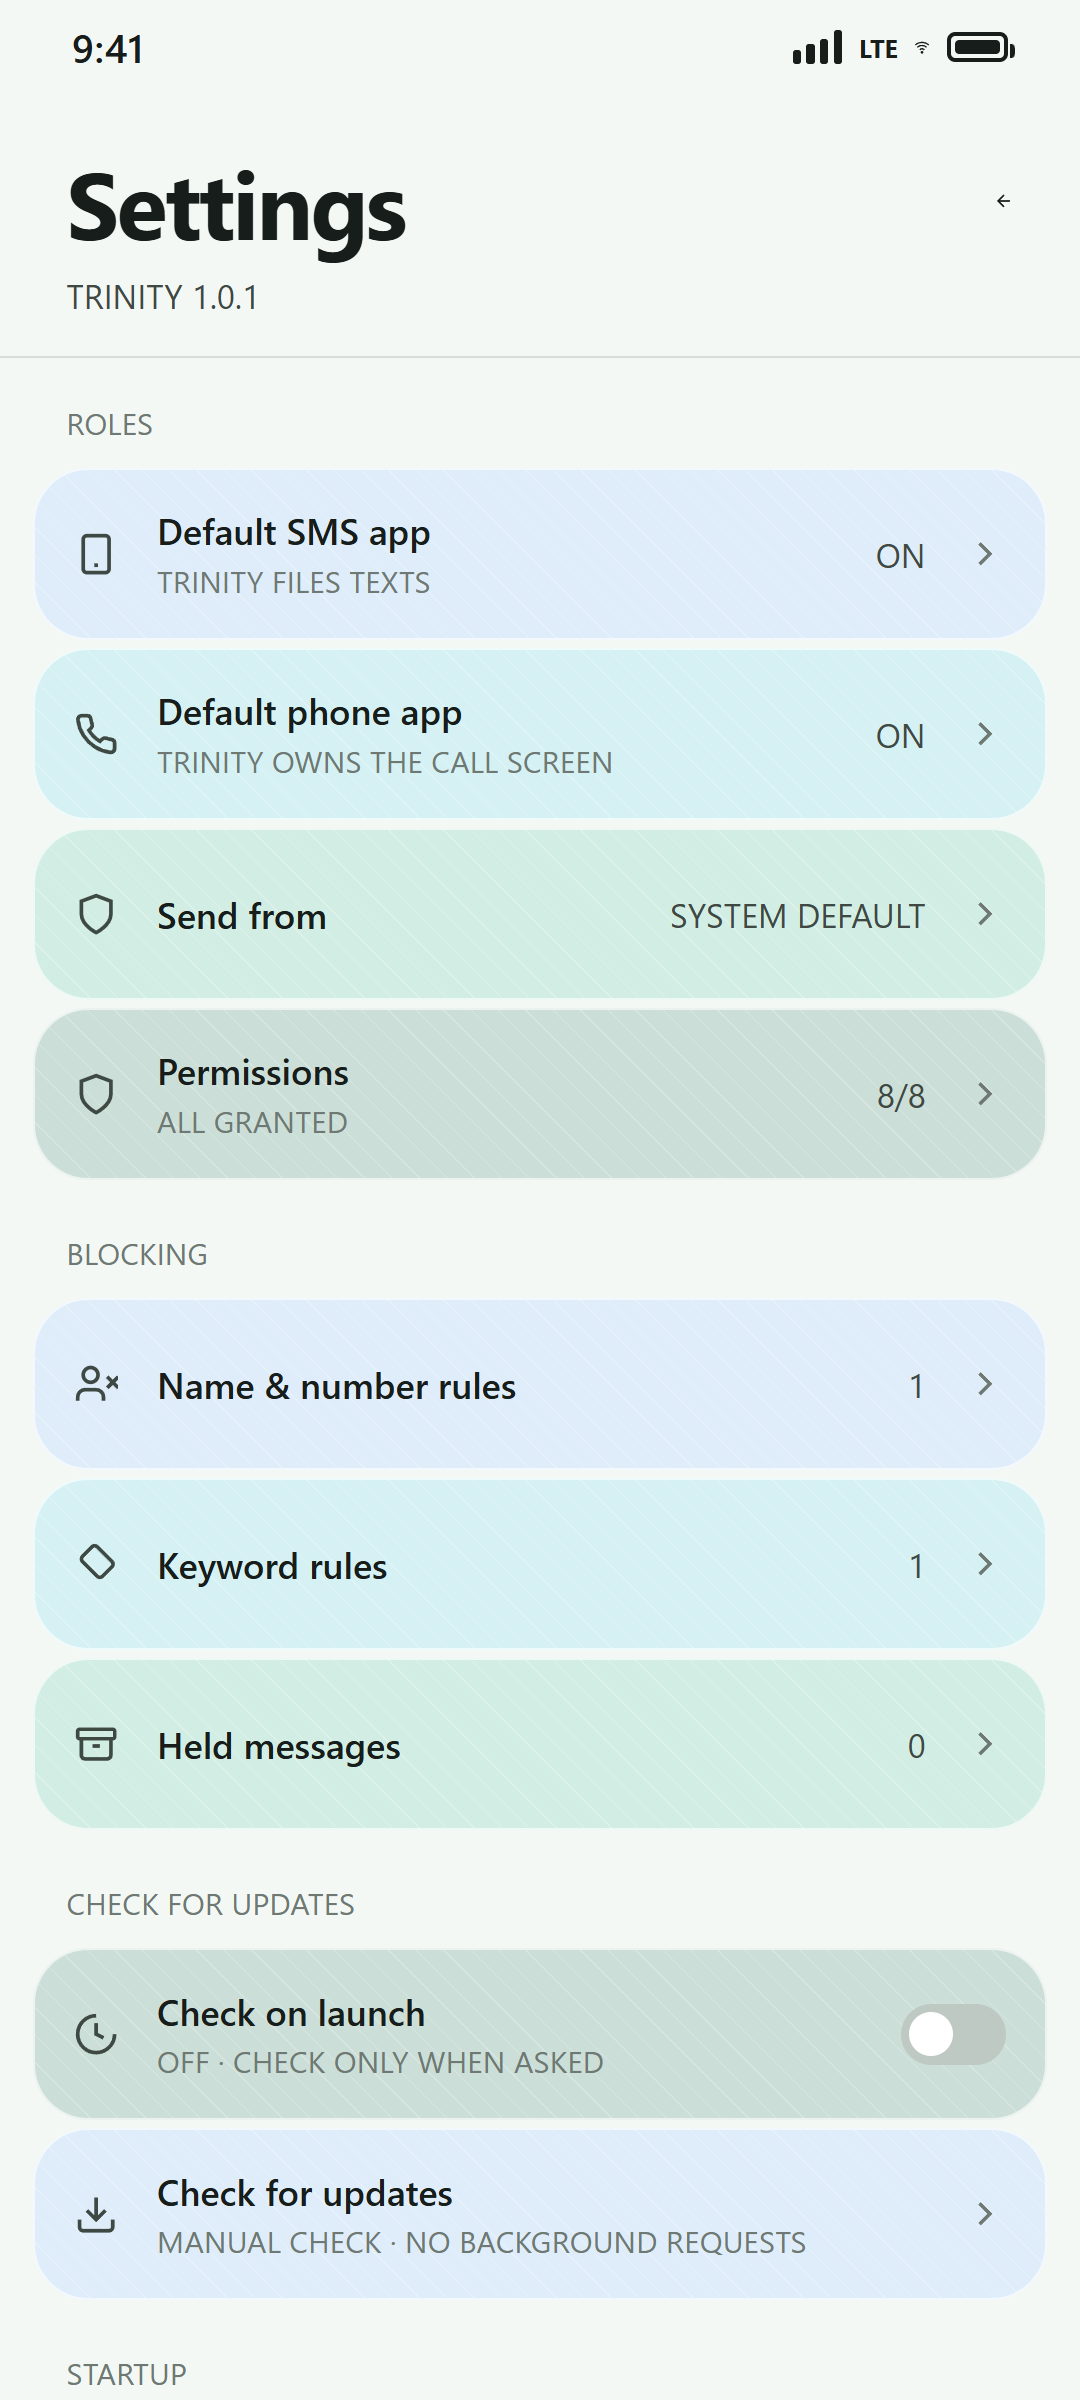 9:41
LTE
Settings
TRINITY 1.0.1
ROLES
Default SMS app
TRINITY FILES TEXTS
ON
Default phone app
TRINITY OWNS THE CALL SCREEN
ON
Send from
SYSTEM DEFAULT
Permissions
ALL GRANTED
8/8
BLOCKING
Name & number rules
1
Keyword rules
1
Held messages
0
CHECK FOR UPDATES
Check on launch
OFF · CHECK ONLY WHEN ASKED
Check for updates
MANUAL CHECK · NO BACKGROUND REQUESTS
STARTUP